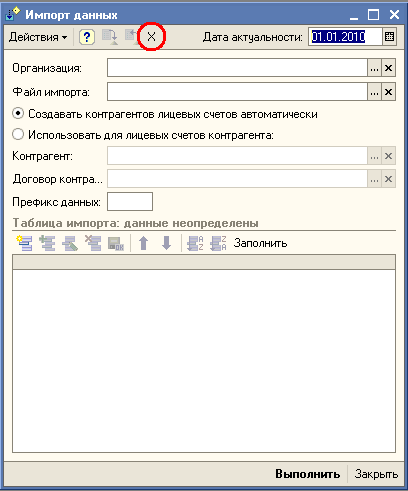 Импорт данных
Действия ? Дата актуальности: 01.01.2010
Организация: ...
Файл импорта: ...
Создавать контрагентов лицевых счетов автоматически
Использовать для лицевых счетов контрагента:
Контрагент: ...
Договор контра... ...
Префикс данных:
Таблица импорта: данные неопределены
Заполнить
Выполнить Закрыть